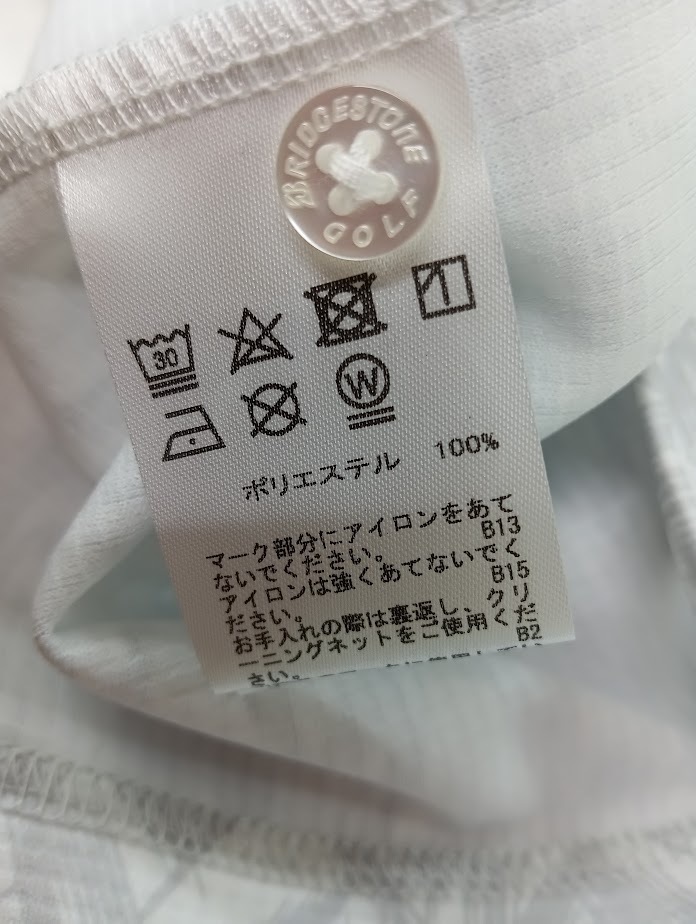 BRIDGESTONE
GOLF
30
W
ポリエステル 100%
マーク部分にアイロンをあて
ないでください。 B13
アイロンは強くあてないでく
ださい。 B15
お手入れの際は裏返し、クリ
ーニングネットをご使用くだ
さい。 B2